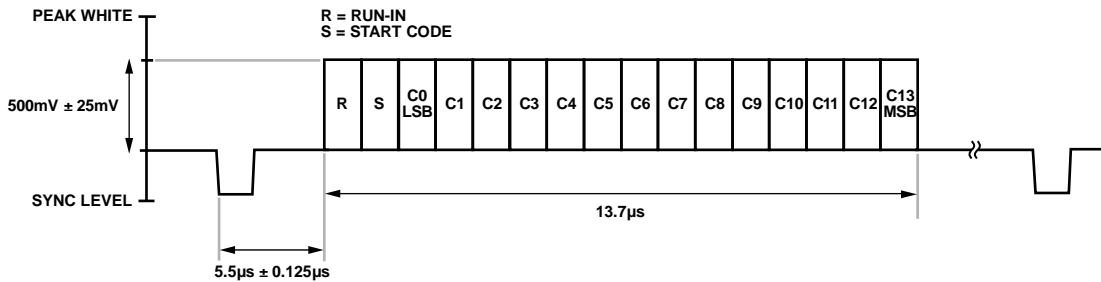 PEAK WHITE
R = RUN-IN
S = START CODE
500mV ± 25mV
R
S
C0
LSB
C1
C2
C3
C4
C5
C6
C7
C8
C9
C10
C11
C12
C13
MSB
SYNC LEVEL
13.7µs
5.5µs ± 0.125µs